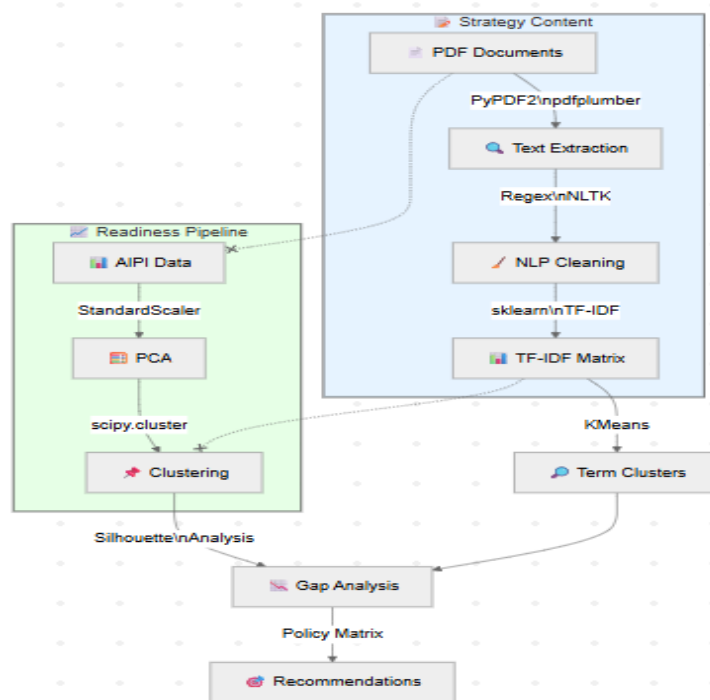 Strategy Content
PDF Documents
PyPDF2\npdfplumber
Text Extraction
Regex\nNLTK
Readiness Pipeline
AIPI Data
NLP Cleaning
StandardScaler
sklearn\nTF-IDF
PCA
TF-IDF Matrix
scipy.cluster
KMeans
Clustering
Term Clusters
Silhouette\nAnalysis
Gap Analysis
Policy Matrix
Recommendations